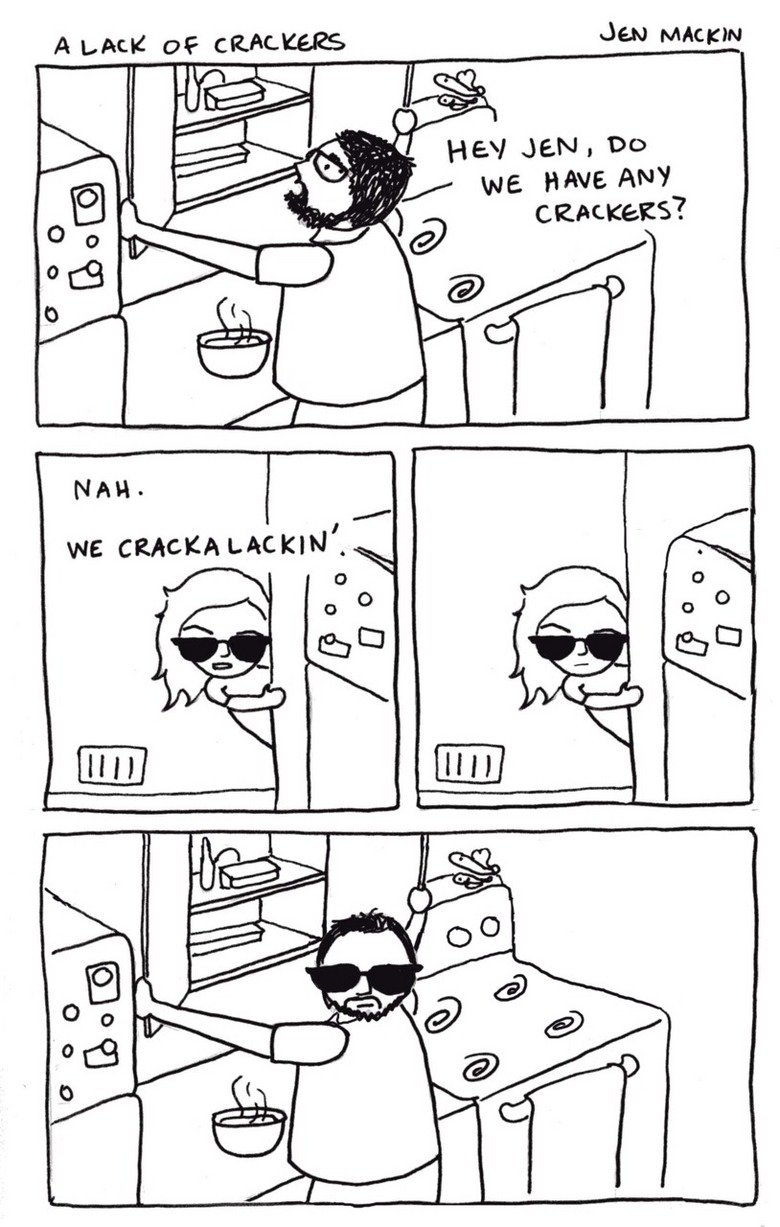 A LACK OF CRACKERS
JEN MACKIN
HEY JEN, DO
WE HAVE ANY
CRACKERS?
NAH.
WE CRACKALACKIN'.